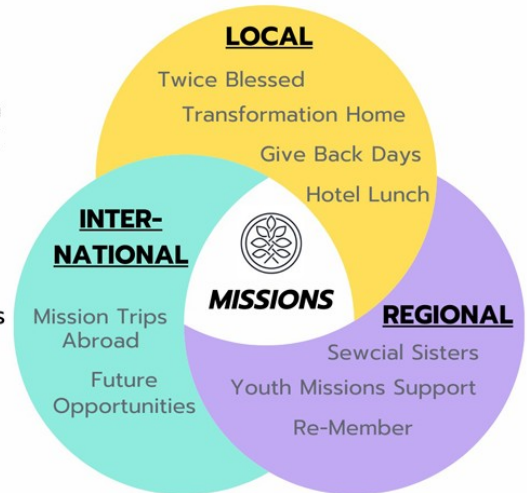 LOCAL
Twice Blessed
Transformation Home
Give Back Days
Hotel Lunch
INTER-
NATIONAL
Mission Trips
Abroad
Future
Opportunities
MISSIONS
REGIONAL
Sewcial Sisters
Youth Missions Support
Re-Member